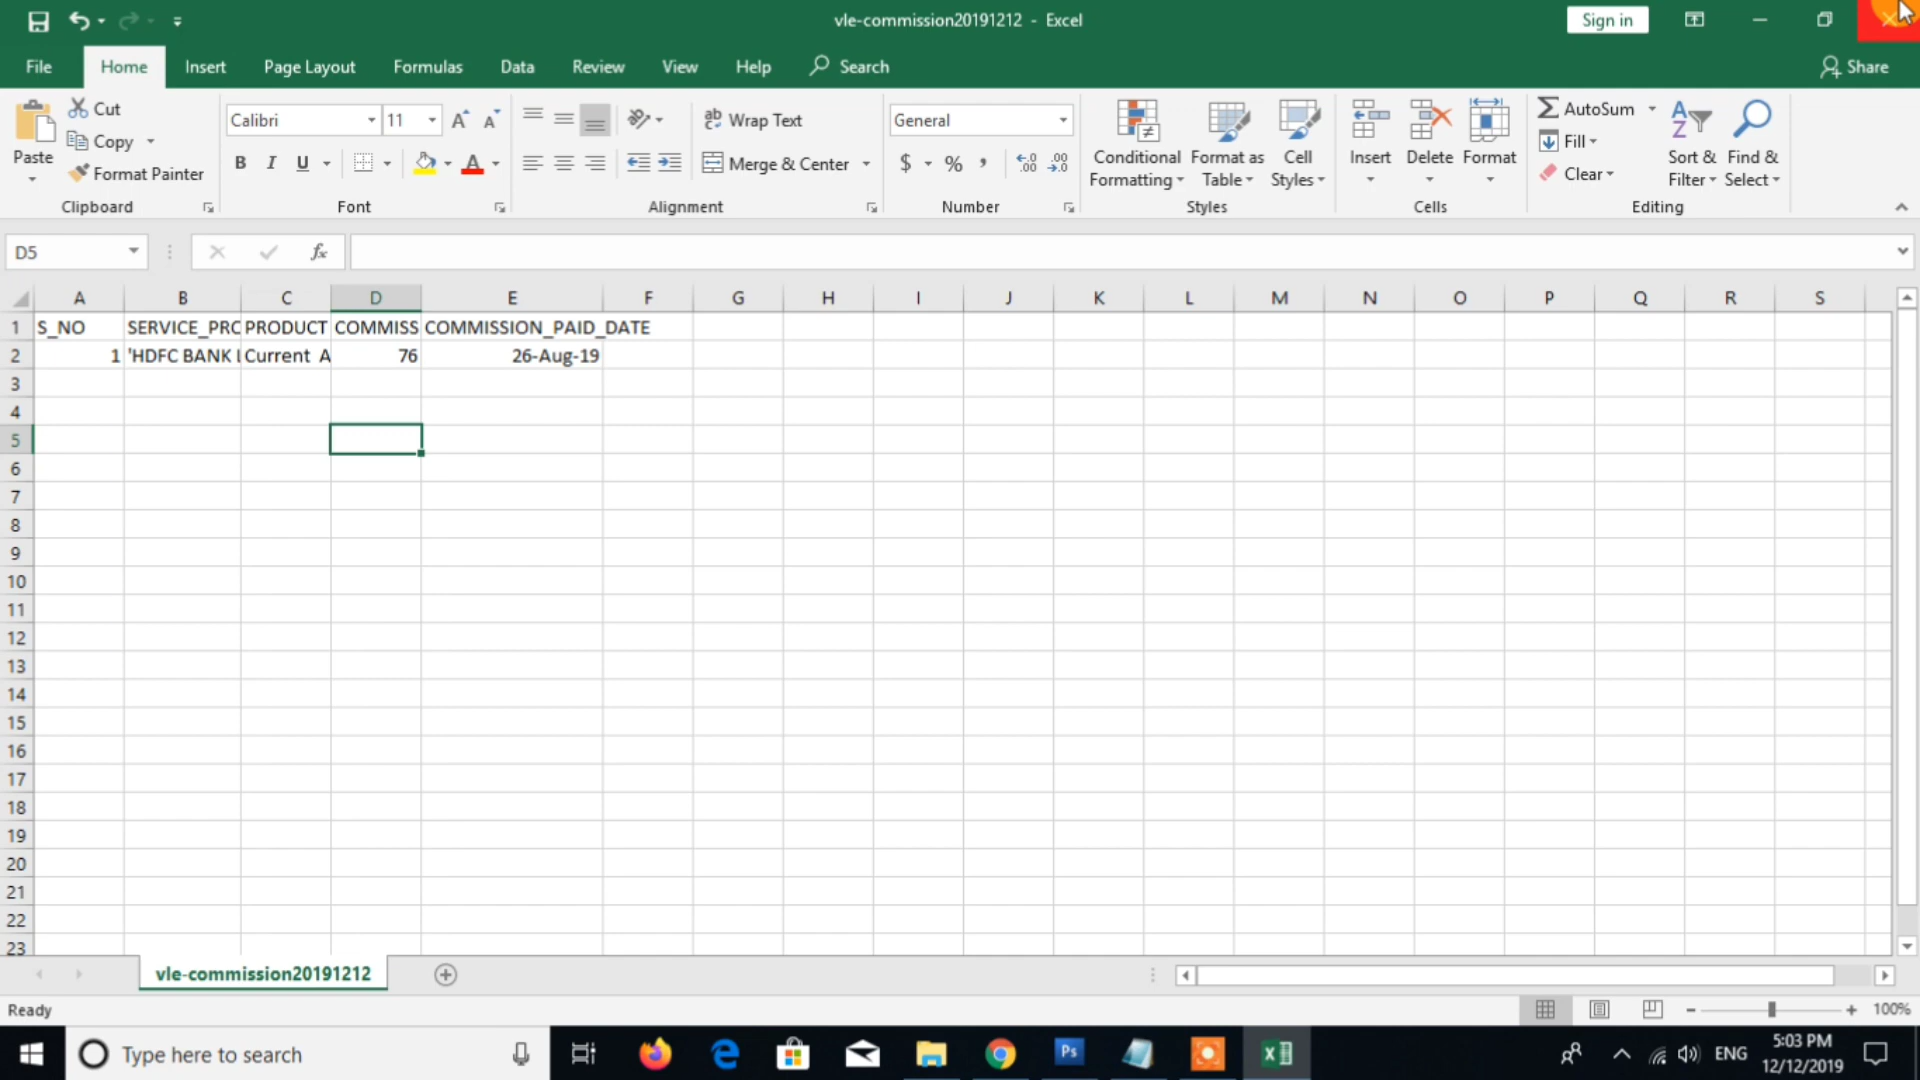 vle-commission20191212 - Excel
Sign in
File Home Insert Page Layout Formulas Data Review View Help Search Share
Paste
Cut
Copy
Format Painter
Clipboard
Calibri 11
B I U
Font
Wrap Text
Merge & Center
Alignment
General
$ % ,
Number
Conditional Formatting
Format as Table
Cell Styles
Styles
Insert Delete Format
Cells
AutoSum
Fill
Clear
Sort & Filter
Find & Select
Editing
D5 fx
A B C D E F G H I J K L M N O P Q R S
1 S_NO SERVICE_PRC PRODUCT COMMISS COMMISSION_PAID_DATE
2 1 'HDFC BANK L Current A 76 26-Aug-19
3
4
5
6
7
8
9
10
11
12
13
14
15
16
17
18
19
20
21
22
23
vle-commission20191212
Ready 100%
Type here to search
Ps
ENG
5:03 PM
12/12/2019